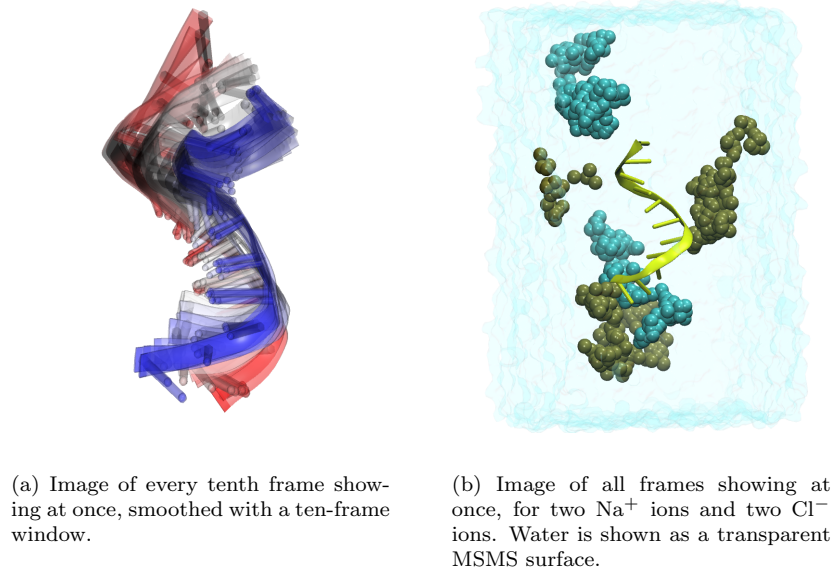 (a) Image of every tenth frame show-
ing at once, smoothed with a ten-frame
window.
(b) Image of all frames showing at
once, for two Na⁺ ions and two Cl⁻
ions. Water is shown as a transparent
MSMS surface.